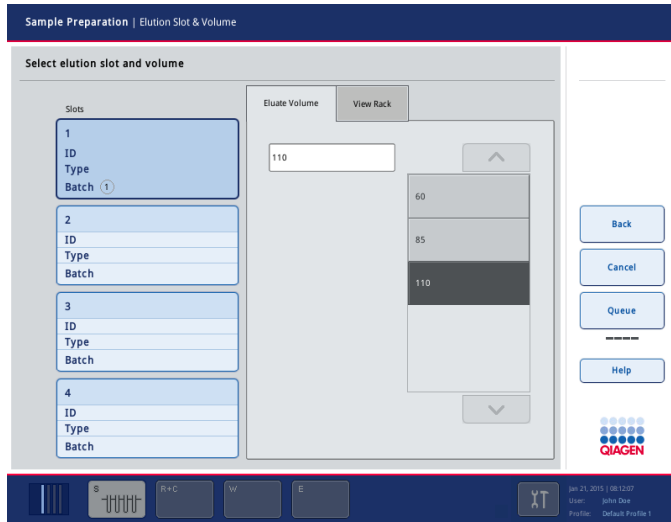 Sample Preparation | Elution Slot & Volume
Select elution slot and volume
Slots
1
ID
Type
Batch 1
2
ID
Type
Batch
3
ID
Type
Batch
4
ID
Type
Batch
Eluate Volume
View Rack
110
60
85
110
Back
Cancel
Queue
Help
QIAGEN
S
R+C
W
E
Jan 21, 2015 | 08:12:07
User: John Doe
Profile: Default Profile 1